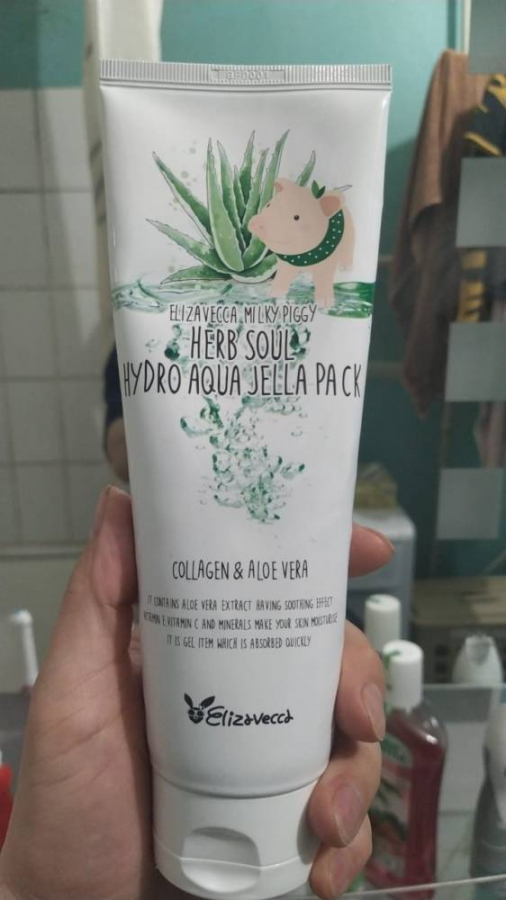 ELIZAVECCA MILKY PIGGY
HERB SOUL
HYDRO AQUA JELLA PACK
COLLAGEN & ALOE VERA
IT CONTAINS ALOE VERA EXTRACT HAVING SOOTHING EFFECT
VITAMIN E, VITAMIN C AND MINERALS MAKE YOUR SKIN MOISTURISE
IT IS GEL ITEM WHICH IS ABSORBED QUICKLY
Elizavecca